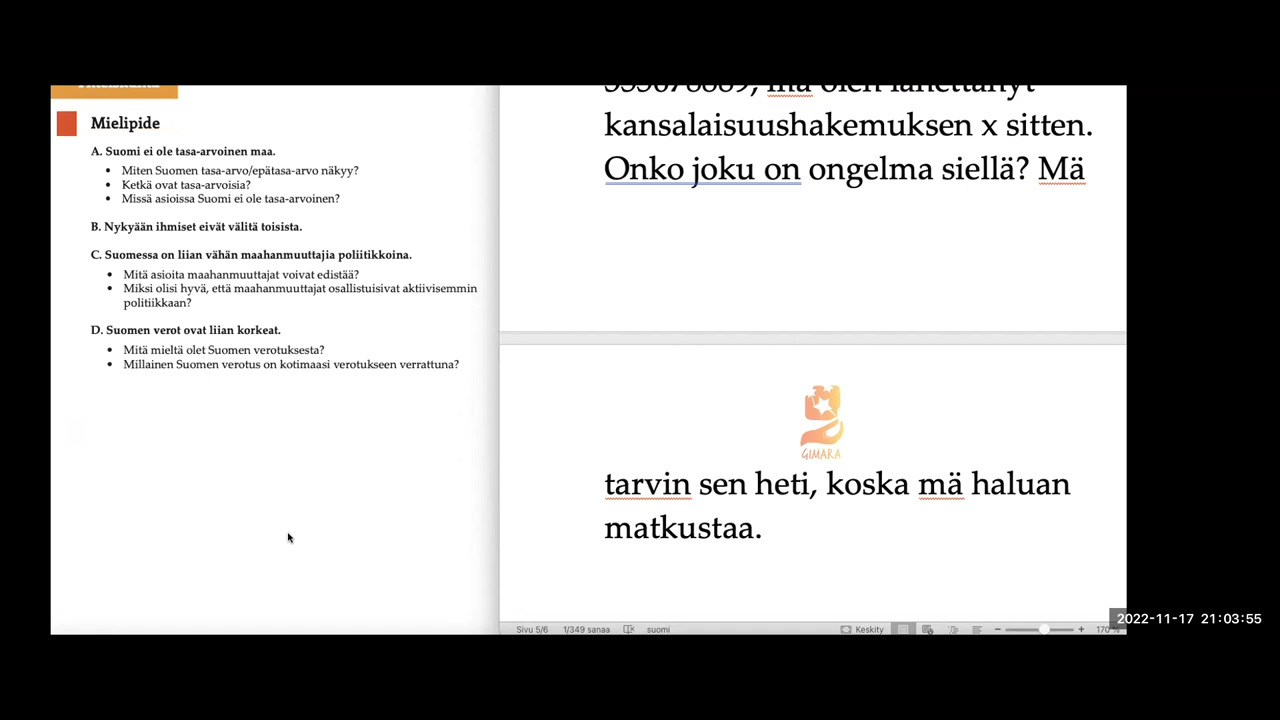 Mielipide
A. Suomi ei ole tasa-arvoinen maa.
• Miten Suomen tasa-arvo/epätasa-arvo näkyy?
• Ketkä ovat tasa-arvoisia?
• Missä asioissa Suomi ei ole tasa-arvoinen?
B. Nykyään ihmiset eivät välitä toisista.
C. Suomessa on liian vähän maahanmuuttajia poliitikkoina.
• Mitä asioita maahanmuuttajat voivat edistää?
• Miksi olisi hyvä, että maahanmuuttajat osallistuisivat aktiivisemmin
politiikkaan?
D. Suomen verot ovat liian korkeat.
• Mitä mieltä olet Suomen verotuksesta?
• Millainen Suomen verotus on kotimaasi verotukseen verrattuna?
mä olen lähettänyt
kansalaisuushakemuksen x sitten.
Onko joku on ongelma siellä? Mä
GIMARA
tarvin sen heti, koska mä haluan
matkustaa.
Sivu 5/6 1/349 sanaa suomi Keskity 170 %
2022-11-17 21:03:55